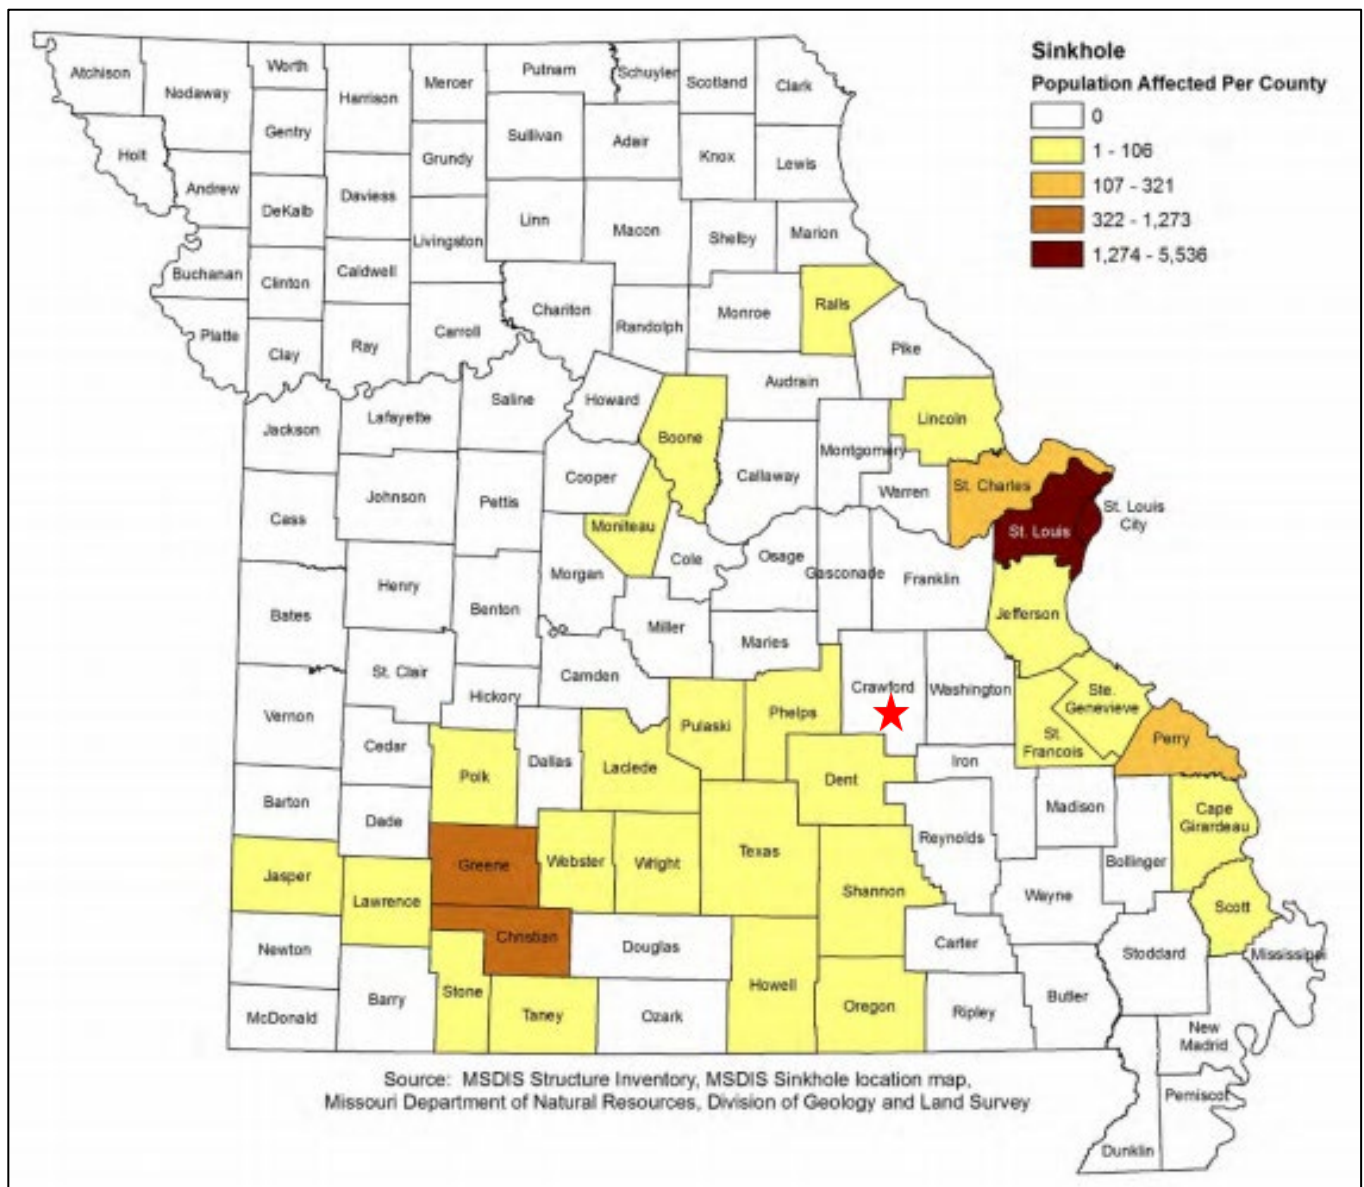 Sinkhole
Population Affected Per County
0
1 - 106
107 - 321
322 - 1,273
1,274 - 5,536
Atchison
Nodaway
Worth
Harrison
Mercer
Putnam
Schuyler
Scotland
Clark
Gentry
Holt
Andrew
DeKalb
Daviess
Grundy
Sullivan
Adair
Knox
Lewis
Livingston
Linn
Macon
Shelby
Marion
Buchanan
Clinton
Caldwell
Platte
Clay
Ray
Carroll
Chariton
Randolph
Monroe
Ralls
Pike
Audrain
Jackson
Lafayette
Saline
Howard
Boone
Callaway
Montgomery
Lincoln
Warren
St. Charles
St. Louis
St. Louis
City
Cass
Johnson
Pettis
Cooper
Moniteau
Cole
Osage
Gasconade
Franklin
Jefferson
Bates
Henry
Benton
Morgan
Miller
Maries
St. Clair
Hickory
Camden
Pulaski
Phelps
Crawford
Washington
Ste.
Genevieve
St.
Francois
Perry
Vernon
Cedar
Polk
Dallas
Laclede
Dent
Iron
Madison
Cape
Girardeau
Barton
Dade
Greene
Webster
Wright
Texas
Shannon
Reynolds
Bollinger
Wayne
Scott
Jasper
Lawrence
Christian
Douglas
Howell
Carter
Stoddard
Mississippi
Newton
McDonald
Barry
Stone
Taney
Ozark
Oregon
Ripley
Butler
New
Madrid
Pemiscot
Dunklin
Source: MSDIS Structure Inventory, MSDIS Sinkhole location map,
Missouri Department of Natural Resources, Division of Geology and Land Survey